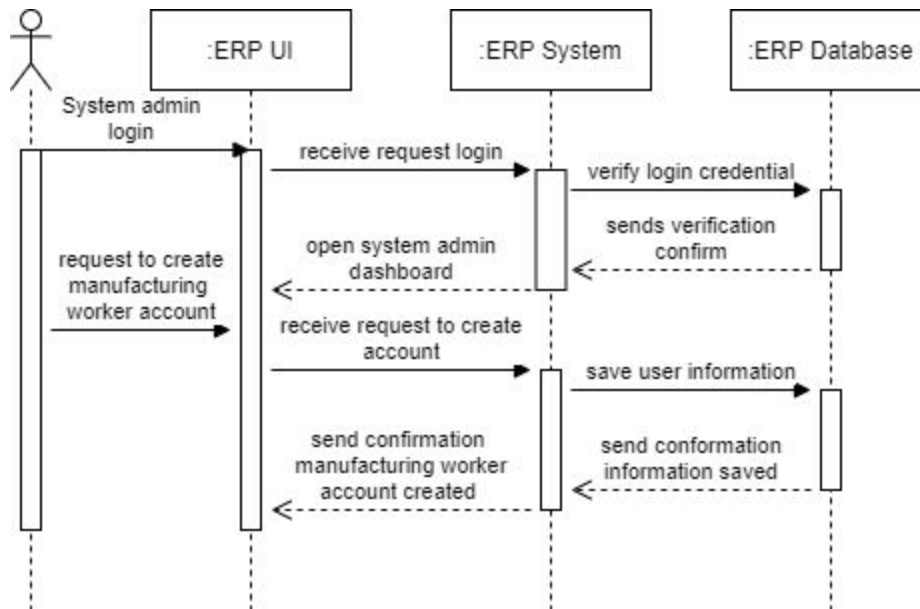 :ERP UI
:ERP System
:ERP Database
System admin
login
receive request login
verify login credential
sends verification
confirm
open system admin
dashboard
request to create
manufacturing
worker account
receive request to create
account
save user information
send confirmation
manufacturing worker
account created
send conformation
information saved